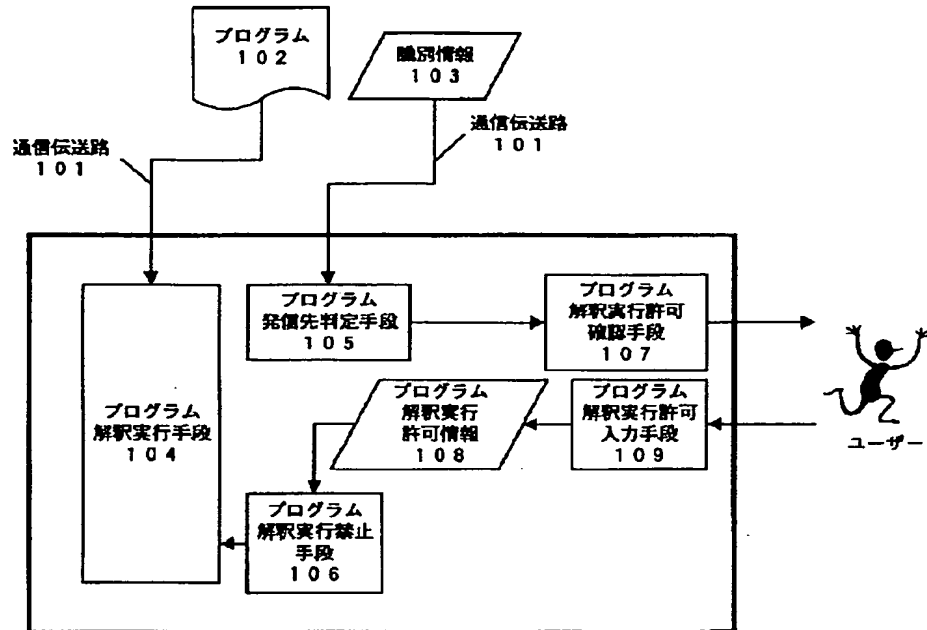 プログラム
102
識別情報
103
通信伝送路
101
通信伝送路
101
プログラム
発信先判定手段
105
プログラム
解釈実行許可
確認手段
107
プログラム
解釈実行手段
104
プログラム
解釈実行
許可情報
108
プログラム
解釈実行許可
入力手段
109
ユーザー
プログラム
解釈実行禁止
手段
106